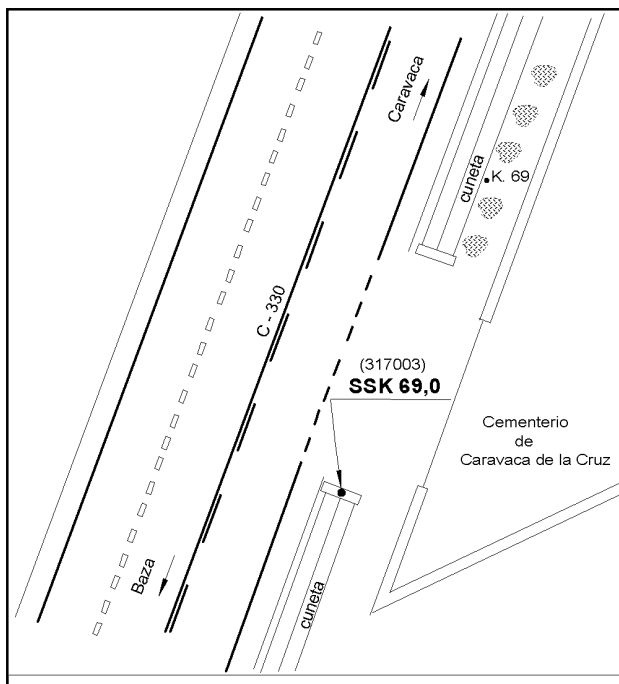 Caravaca
cuneta
K. 69
C - 330
(317003)
SSK 69,0
Cementerio
de
Caravaca de la Cruz
Baza
cuneta